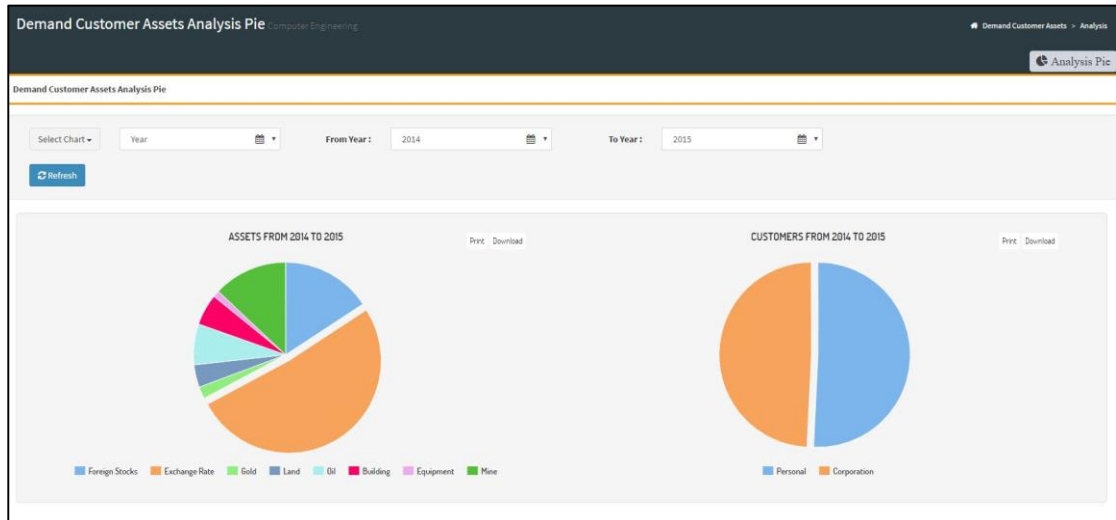 Demand Customer Assets Analysis Pie Computer Engineering
Demand Customer Assets > Analysis
Analysis Pie
Demand Customer Assets Analysis Pie
Select Chart Year From Year : 2014 To Year : 2015
Refresh
ASSETS FROM 2014 TO 2015
Print Download
CUSTOMERS FROM 2014 TO 2015
Print Download
Foreign Stocks Exchange Rate Gold Land Oil Building Equipment Mine
Personal Corporation